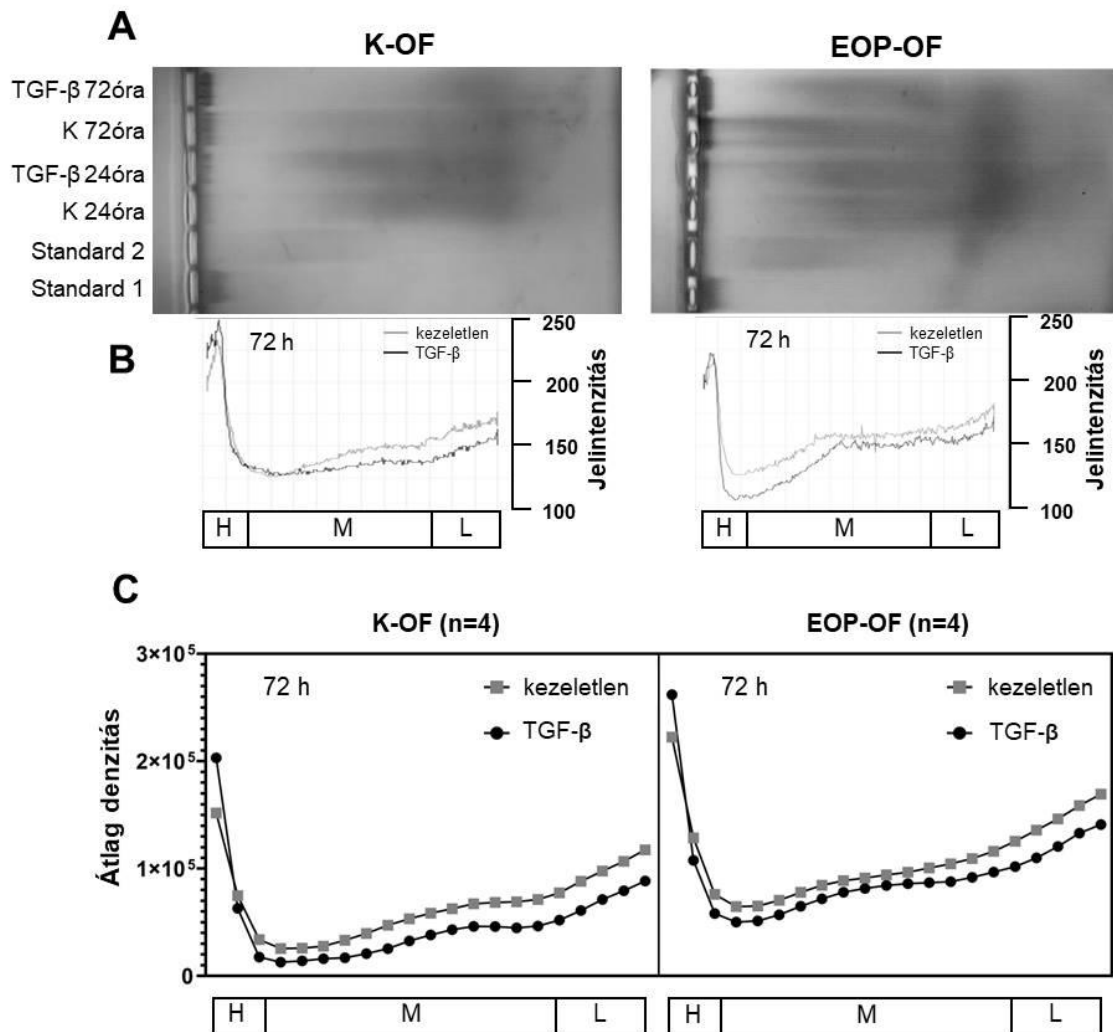 A
K-OF
EOP-OF
TGF-β 72óra
K 72óra
TGF-β 24óra
K 24óra
Standard 2
Standard 1
B
72 h
kezeletlen
TGF-β
250
200
150
100
Jelintenzitás
H
M
L
72 h
kezeletlen
TGF-β
250
200
150
100
Jelintenzitás
H
M
L
C
K-OF (n=4)
EOP-OF (n=4)
Átlag denzitás
3×10⁵
2×10⁵
1×10⁵
0
72 h
kezeletlen
TGF-β
72 h
kezeletlen
TGF-β
H
M
L
H
M
L